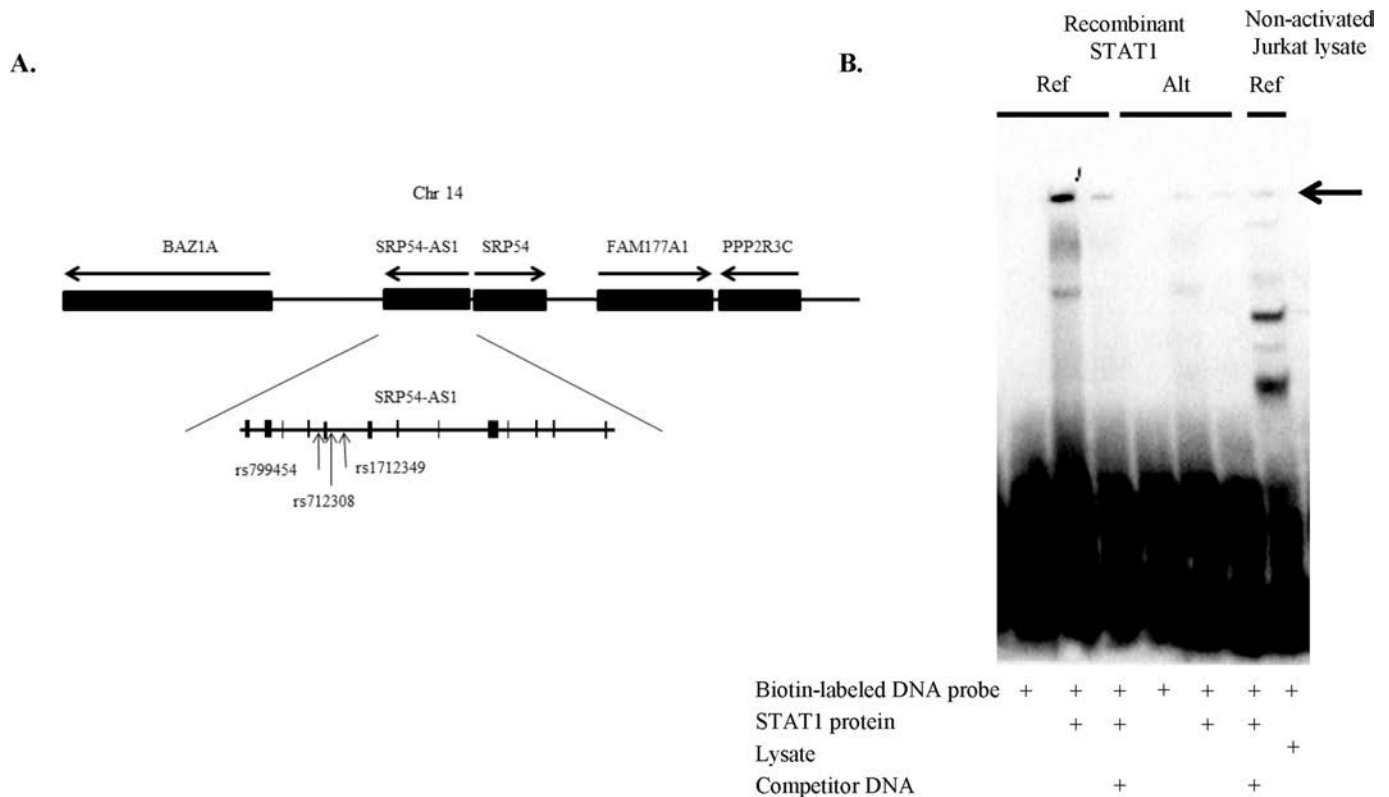 A.
Chr 14
BAZ1A SRP54-AS1 SRP54 FAM177A1 PPP2R3C
SRP54-AS1
rs799454 rs1712349
rs712308
B.
Recombinant
STAT1
Non-activated
Jurkat lysate
Ref Alt Ref
Biotin-labeled DNA probe + + + + + + +
STAT1 protein + + + +
Lysate +
Competitor DNA + +